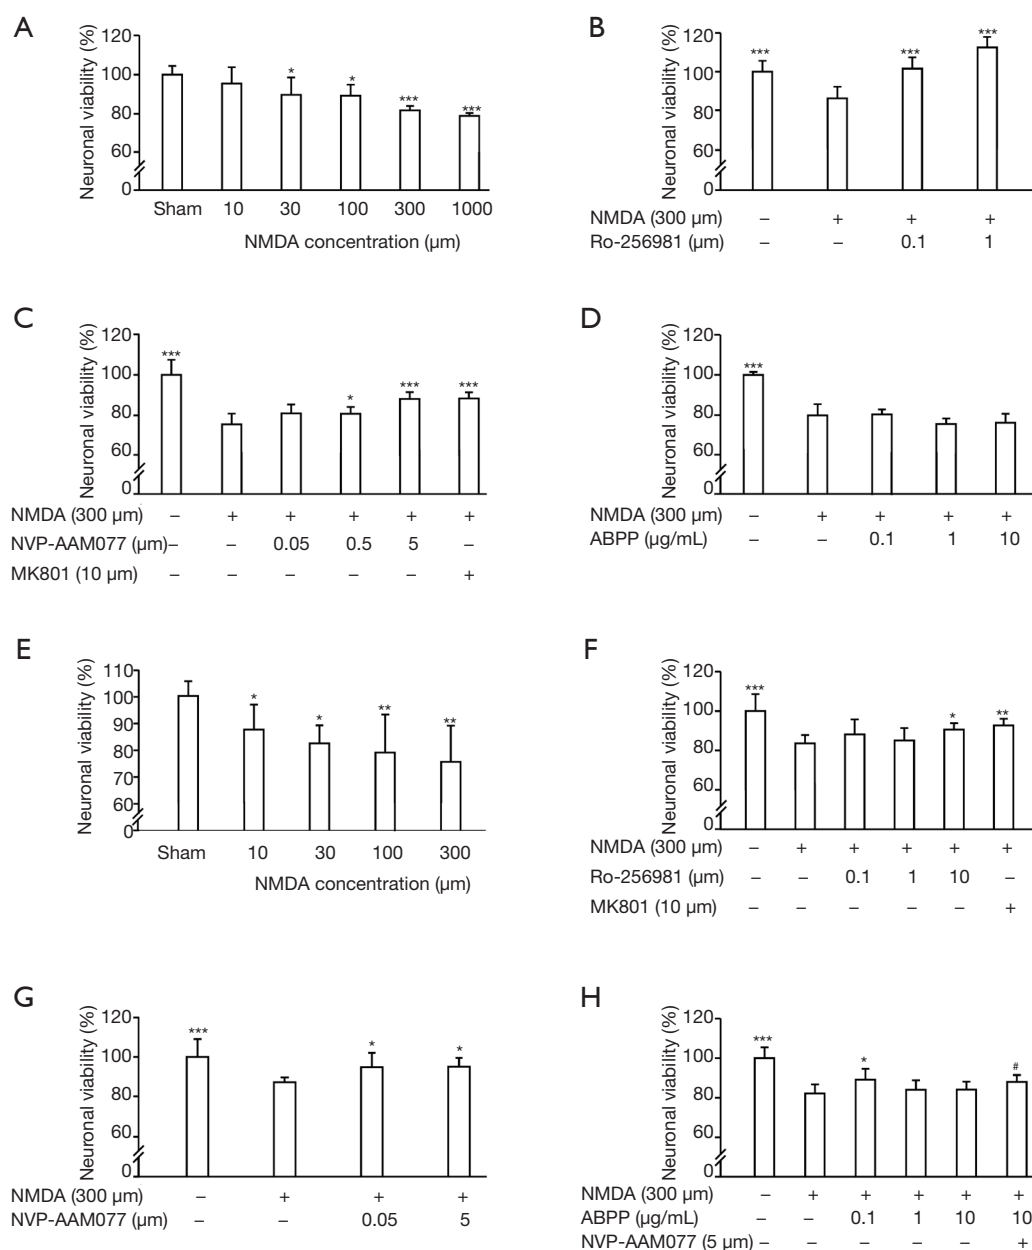 A
Neuronal viability (%)
120
100
80
60
0
* * *** ***
Sham 10 30 100 300 1000
NMDA concentration (µm)
B
Neuronal viability (%)
120
100
80
60
0
*** *** ***
NMDA (300 µm) – + + +
Ro-256981 (µm) – – 0.1 1
C
Neuronal viability (%)
120
100
80
60
0
*** * *** ***
NMDA (300 µm) – + + + + +
NVP-AAM077 (µm) – – 0.05 0.5 5 –
MK801 (10 µm) – – – – – +
D
Neuronal viability (%)
120
100
80
60
0
***
NMDA (300 µm) – + + + +
ABPP (µg/mL) – – 0.1 1 10
E
Neuronal viability (%)
110
100
90
80
70
60
0
* * ** **
Sham 10 30 100 300
NMDA concentration (µm)
F
Neuronal viability (%)
120
100
80
60
0
*** * **
NMDA (300 µm) – + + + + +
Ro-256981 (µm) – – 0.1 1 10 –
MK801 (10 µm) – – – – – +
G
Neuronal viability (%)
120
100
80
60
0
*** * *
NMDA (300 µm) – + + +
NVP-AAM077 (µm) – – 0.05 5
H
Neuronal viability (%)
120
100
80
60
0
*** * #
NMDA (300 µm) – + + + + +
ABPP (µg/mL) – – 0.1 1 10 10
NVP-AAM077 (5 µm) – – – – – +